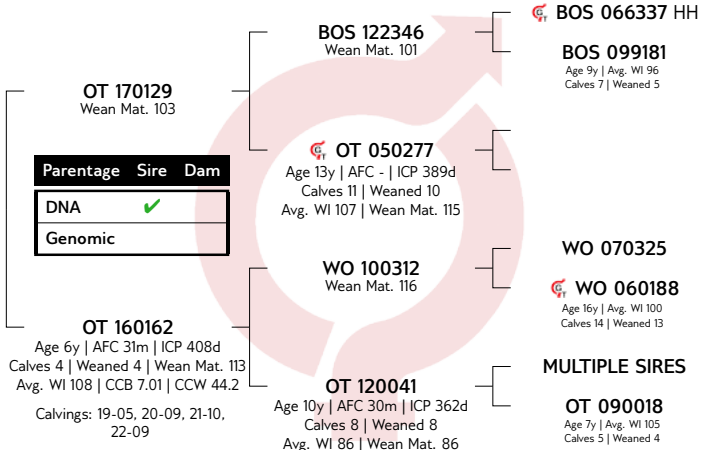 BOS 066337 HH
BOS 122346
Wean Mat. 101
BOS 099181
Age 9y | Avg. WI 96
Calves 7 | Weaned 5
OT 170129
Wean Mat. 103
OT 050277
Age 13y | AFC - | ICP 389d
Calves 11 | Weaned 10
Avg. WI 107 | Wean Mat. 115
Parentage Sire Dam
DNA ✔
Genomic
WO 070325
WO 100312
Wean Mat. 116
WO 060188
Age 16y | Avg. WI 100
Calves 14 | Weaned 13
OT 160162
Age 6y | AFC 31m | ICP 408d
Calves 4 | Weaned 4 | Wean Mat. 113
Avg. WI 108 | CCB 7.01 | CCW 44.2
Calvings: 19-05, 20-09, 21-10,
22-09
MULTIPLE SIRES
OT 120041
Age 10y | AFC 30m | ICP 362d
Calves 8 | Weaned 8
Avg. WI 86 | Wean Mat. 86
OT 090018
Age 7y | Avg. WI 105
Calves 5 | Weaned 4